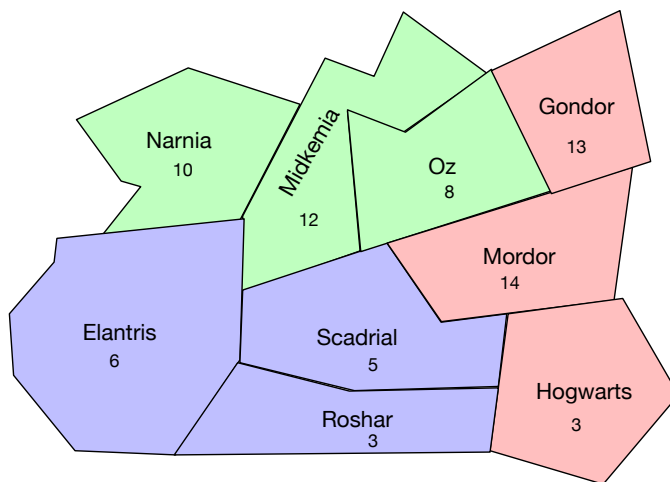 Narnia
10
Midkemia
12
Oz
8
Gondor
13
Mordor
14
Elantris
6
Scadrial
5
Roshar
3
Hogwarts
3